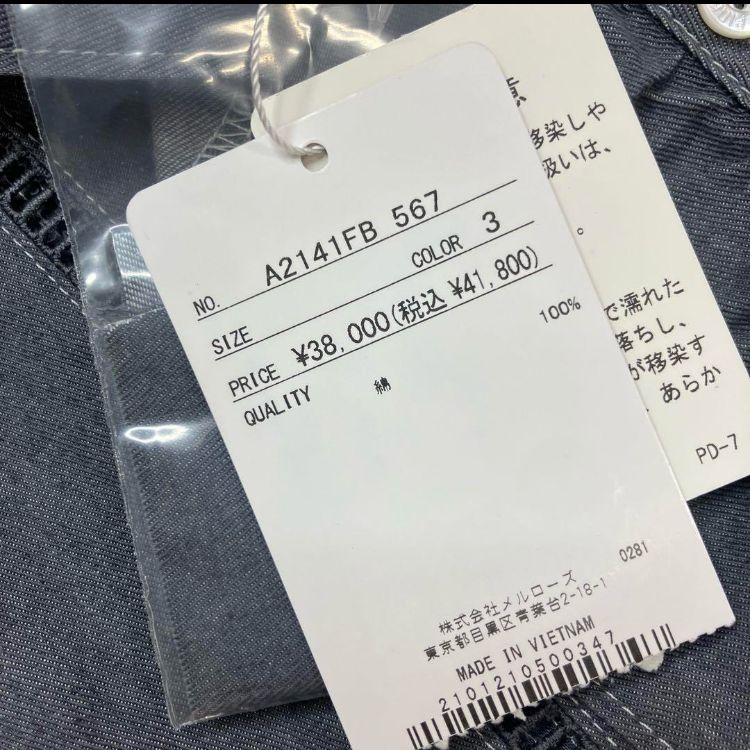 NO. A2141FB 567
COLOR 3
SIZE
PRICE ¥38,000(税込 ¥41,800)
QUALITY 綿 100%
0281
株式会社メルローズ
東京都目黒区青葉台2-18-1
MADE IN VIETNAM
2101210500347
移染しや
扱いは、
。
で濡れた
落ちし、
が移染す
、あらか
PD-7